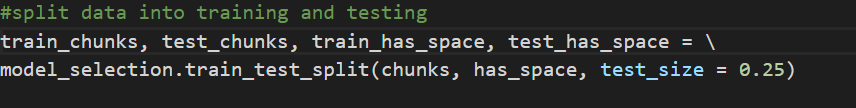 #split data into training and testing
train_chunks, test_chunks, train_has_space, test_has_space = \
model_selection.train_test_split(chunks, has_space, test_size = 0.25)